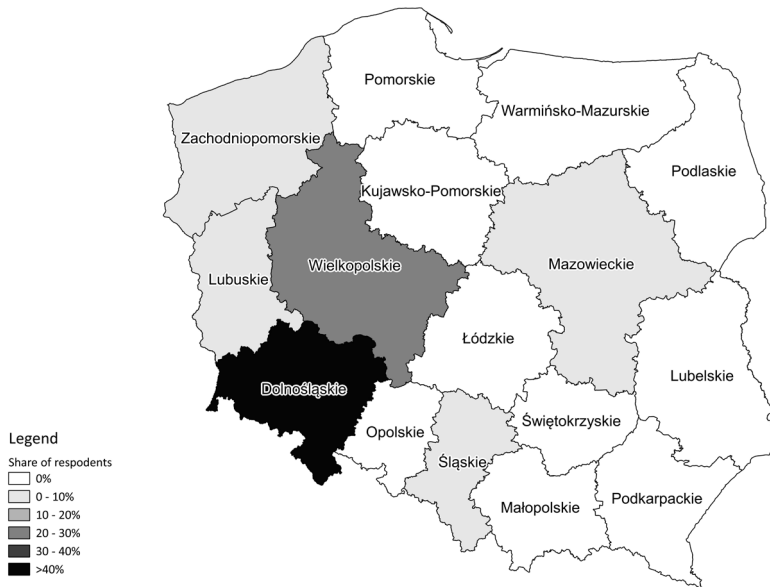 Pomorskie
Warmińsko-Mazurskie
Zachodniopomorskie
Podlaskie
Kujawsko-Pomorskie
Wielkopolskie
Mazowieckie
Lubuskie
Łódzkie
Lubelskie
Dolnośląskie
Świętokrzyskie
Opolskie
Śląskie
Podkarpackie
Małopolskie
Legend
Share of respodents
0%
0 - 10%
10 - 20%
20 - 30%
30 - 40%
>40%